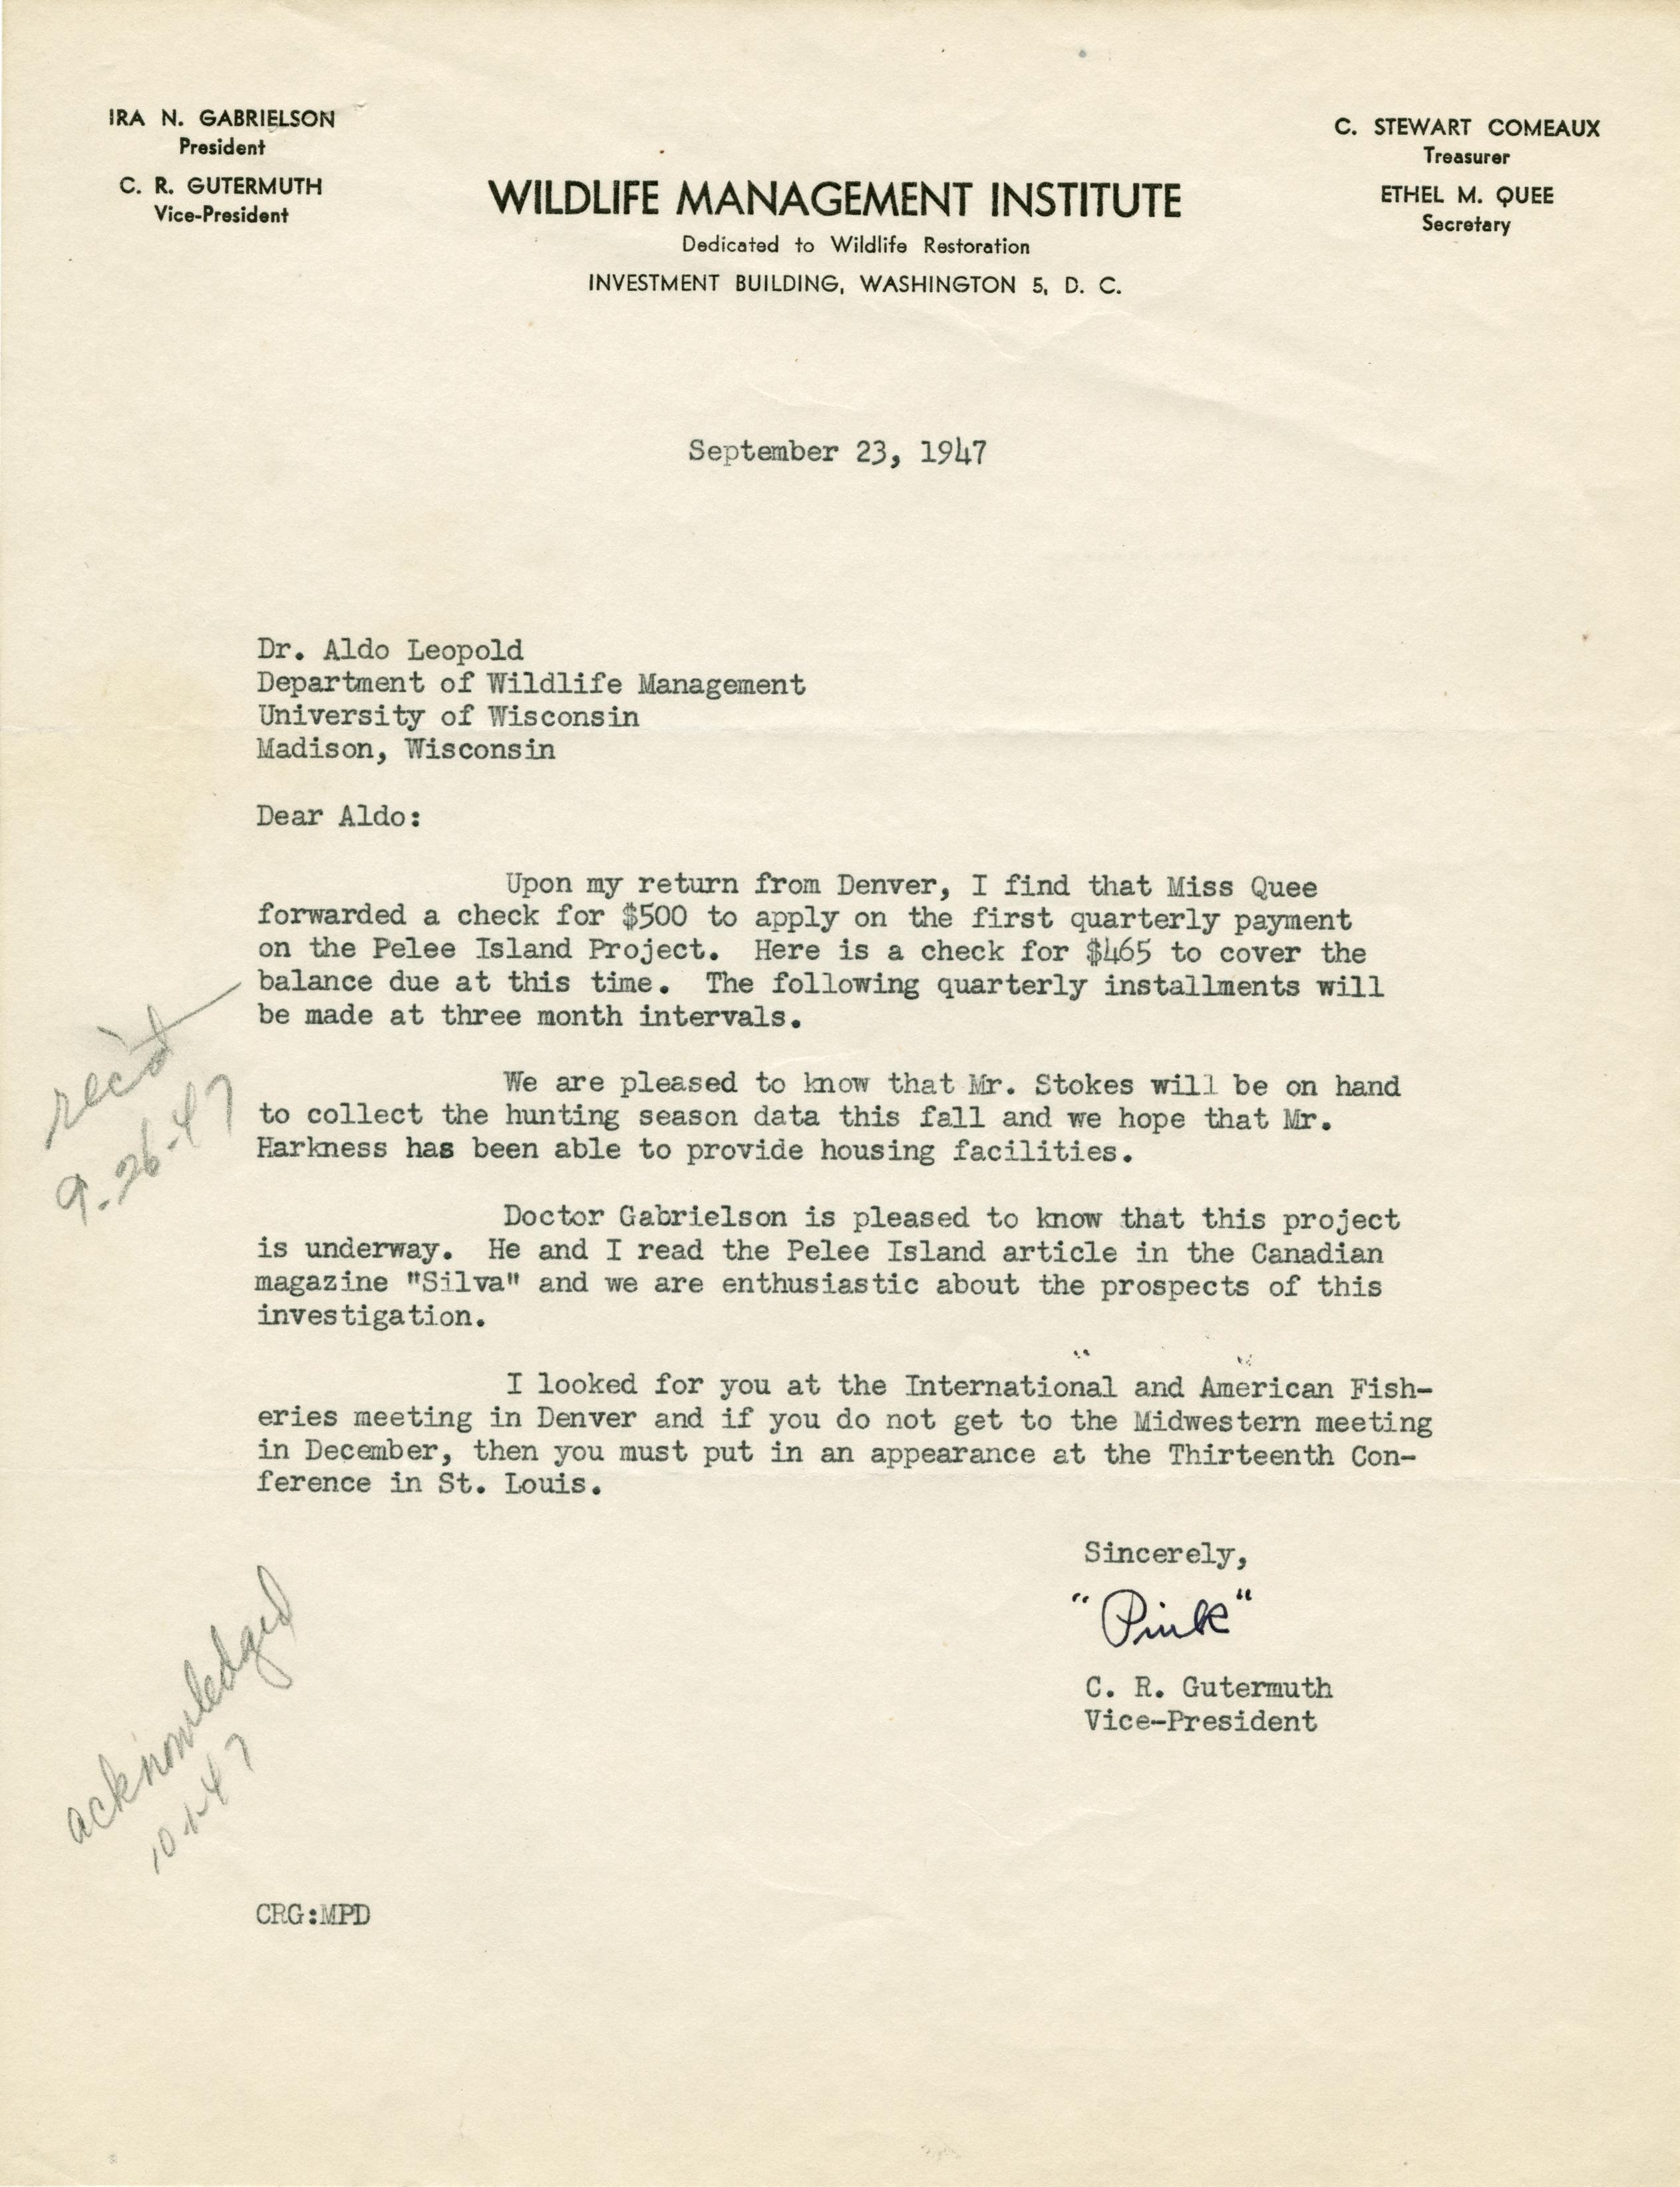 IRA N. GABRIELSON
President
C. R. GUTERMUTH
Vice-President
C. STEWART COMEAUX
Treasurer
ETHEL M. QUEE
Secretary
WILDLIFE MANAGEMENT INSTITUTE
Dedicated to Wildlife Restoration
INVESTMENT BUILDING, WASHINGTON 5, D. C.
September 23, 1947
Dr. Aldo Leopold
Department of Wildlife Management
University of Wisconsin
Madison, Wisconsin
Dear Aldo:
Upon my return from Denver, I find that Miss Quee
forwarded a check for $500 to apply on the first quarterly payment
on the Pelee Island Project. Here is a check for $465 to cover the
balance due at this time. The following quarterly installments will
be made at three month intervals.
rec'd
9-26-47
We are pleased to know that Mr. Stokes will be on hand
to collect the hunting season data this fall and we hope that Mr.
Harkness has been able to provide housing facilities.
Doctor Gabrielson is pleased to know that this project
is underway. He and I read the Pelee Island article in the Canadian
magazine "Silva" and we are enthusiastic about the prospects of this
investigation.
I looked for you at the International and American Fish-
eries meeting in Denver and if you do not get to the Midwestern meeting
in December, then you must put in an appearance at the Thirteenth Con-
ference in St. Louis.
Sincerely,
"Pink"
C. R. Gutermuth
Vice-President
acknowledged
10-1-47
CRG:MPD